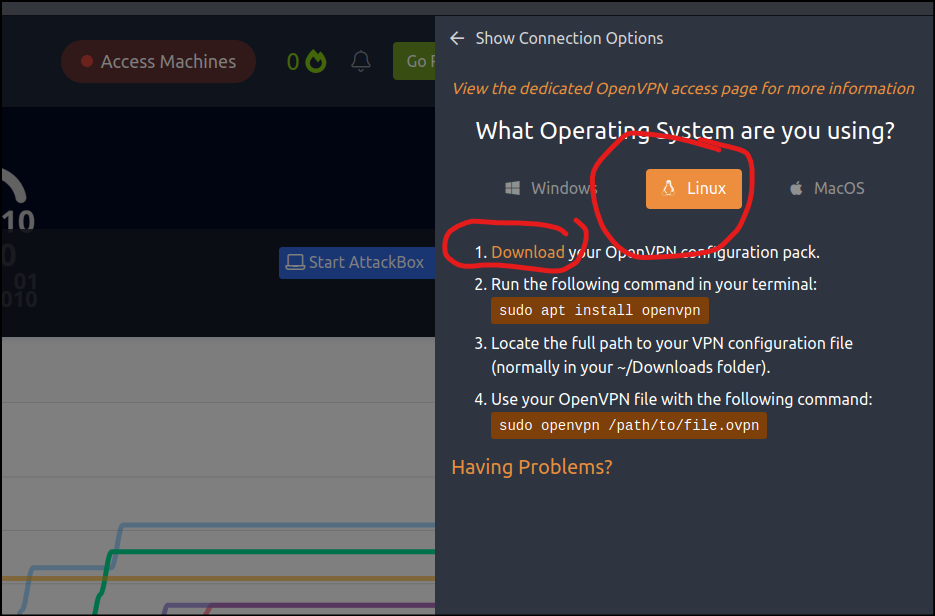 Show Connection Options
Access Machines
0
Go
View the dedicated OpenVPN access page for more information
What Operating System are you using?
Windows
Linux
MacOS
10
0
01
010
Start AttackBox
1. Download your OpenVPN configuration pack.
2. Run the following command in your terminal:
sudo apt install openvpn
3. Locate the full path to your VPN configuration file
(normally in your ~/Downloads folder).
4. Use your OpenVPN file with the following command:
sudo openvpn /path/to/file.ovpn
Having Problems?